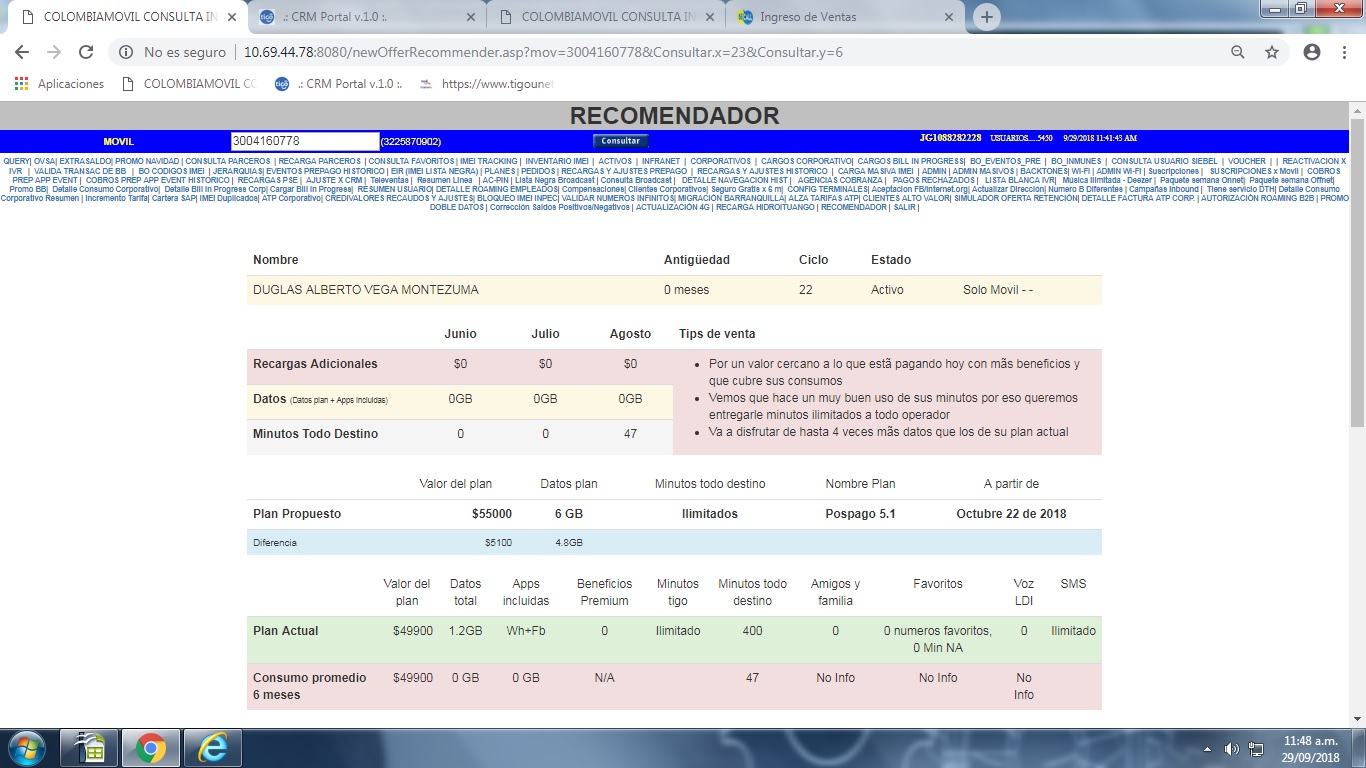 COLOMBIAMOVIL CONSULTA IN
.: CRM Portal v.1.0 :.
COLOMBIAMOVIL CONSULTA IN
Ingreso de Ventas
No es seguro
10.69.44.78:8080/newOfferRecommender.asp?mov=3004160778&Consultar.x=23&Consultar.y=6
Aplicaciones
COLOMBIAMOVIL CO
.: CRM Portal v.1.0 :.
https://www.tigoune
RECOMENDADOR
MOVIL 3004160778 (3225870902) Consultar JG1088282228 USUARIOS.....5450 9/29/2018 11:41:43 AM
QUERY| OVSA| EXTRASALDO| PROMO NAVIDAD | CONSULTA PARCEROS | RECARGA PARCEROS | CONSULTA FAVORITOS | IMEI TRACKING | INVENTARIO IMEI | ACTIVOS | INFRANET | CORPORATIVOS | CARGOS CORPORATIVO| CARGOS BILL IN PROGRESS| BO_EVENTOS_PRE | BO_INMUNES | CONSULTA USUARIO SIEBEL | VOUCHER | | REACTIVACION X
IVR | VALIDA TRANSAC DE BB | BO CODIGOS IMEI | JERARQUIAS| EVENTOS PREPAGO HISTORICO | EIR (IMEI LISTA NEGRA) | PLANES | PEDIDOS | RECARGAS Y AJUSTES PREPAGO | RECARGAS Y AJUSTES HISTORICO | CARGA MASIVA IMEI | ADMIN | ADMIN MASIVOS | BACKTONES| WI-FI | ADMIN WI-FI | Suscripciones | SUSCRIPCIONES x Movil | COBROS
PREP APP EVENT | COBROS PREP APP EVENT HISTORICO | RECARGAS PSE | AJUSTE X CRM | Televentas | Resumen Linea | AC-PIN | Lista Negra Broadcast | Consulta Broadcast | DETALLE NAVEGACION HIST | AGENCIAS COBRANZA | PAGOS RECHAZADOS | LISTA BLANCA IVR| Música Ilimitada - Deezer | Paquete semana Onnet| Paquete semana Offnet|
Promo BB| Detalle Consumo Corporativo| Detalle Bill In Progress Corp| Cargar Bill In Progress| RESUMEN USUARIO| DETALLE ROAMING EMPLEADOS| Compensaciones| Clientes Corporativos| Seguro Gratis x 6 m| CONFIG TERMINALES| Aceptacion FB/Internet.org| Actualizar Dirección| Numero B Diferentes | Campañas Inbound | Tiene servicio DTH| Detalle Consumo
Corporativo Resumen | Incremento Tarifa| Cartera SAP| IMEI Duplicados| ATP Corporativo| CREDIVALORES RECAUDOS Y AJUSTES| BLOQUEO IMEI INPEC| VALIDAR NUMEROS INFINITOS| MIGRACIÓN BARRANQUILLA| ALZA TARIFAS ATP| CLIENTES ALTO VALOR| SIMULADOR OFERTA RETENCIÓN| DETALLE FACTURA ATP CORP. | AUTORIZACIÓN ROAMING B2B | PROMO
DOBLE DATOS | Corrección Saldos Positivos/Negativos | ACTUALIZACIÓN 4G | RECARGA HIDROITUANGO | RECOMENDADOR | SALIR |
Nombre Antigüedad Ciclo Estado
DUGLAS ALBERTO VEGA MONTEZUMA 0 meses 22 Activo Solo Movil - -
Junio Julio Agosto Tips de venta
Recargas Adicionales $0 $0 $0
Datos (Datos plan + Apps incluidas) 0GB 0GB 0GB
Minutos Todo Destino 0 0 47
• Por un valor cercano a lo que estã pagando hoy con mãs beneficios y
que cubre sus consumos
• Vemos que hace un muy buen uso de sus minutos por eso queremos
entregarle minutos ilimitados a todo operador
• Va a disfrutar de hasta 4 veces mãs datos que los de su plan actual
Valor del plan Datos plan Minutos todo destino Nombre Plan A partir de
Plan Propuesto $55000 6 GB Ilimitados Pospago 5.1 Octubre 22 de 2018
Diferencia $5100 4.8GB
Valor del plan Datos total Apps incluidas Beneficios Premium Minutos tigo Minutos todo destino Amigos y familia Favoritos Voz LDI SMS
Plan Actual $49900 1.2GB Wh+Fb 0 Ilimitado 400 0 0 numeros favoritos, 0 Min NA 0 Ilimitado
Consumo promedio 6 meses $49900 0 GB 0 GB N/A 47 No Info No Info No Info
11:48 a.m.
29/09/2018